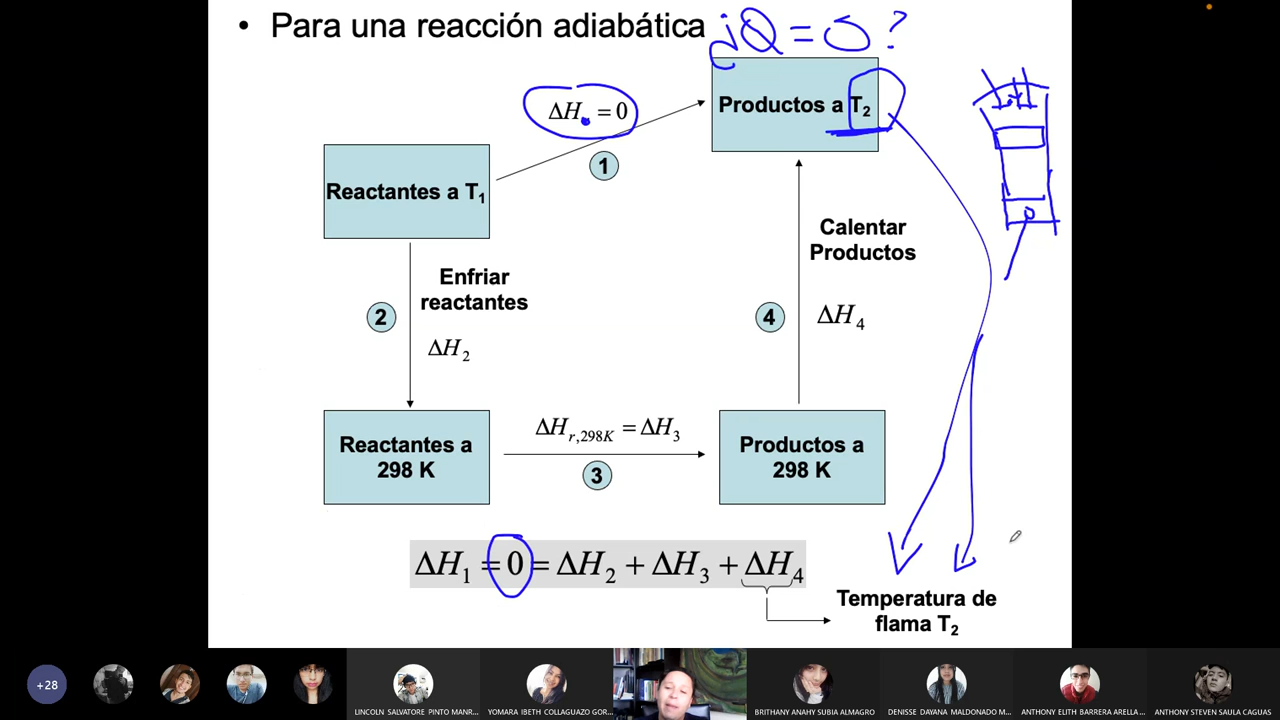 • Para una reacción adiabática ¿Q = 0 ?
ΔH₁ = 0
Productos a T₂
1
Reactantes a T₁
Calentar
Productos
Enfriar
reactantes
2
4
ΔH₄
ΔH₂
ΔHr,298K = ΔH₃
Reactantes a
298 K
Productos a
298 K
3
ΔH₁ = 0 = ΔH₂ + ΔH₃ + ΔH₄
Temperatura de
flama T₂
+28
LINCOLN SALVATORE PINTO MANR...
YOMARA IBETH COLLAGUAZO GOR...
BRITHANY ANAHY SUBIA ALMAGRO
DENISSE DAYANA MALDONADO M...
ANTHONY ELITH BARRERA ARELLA...
ANTHONY STEVEN SAULA CAGUAS